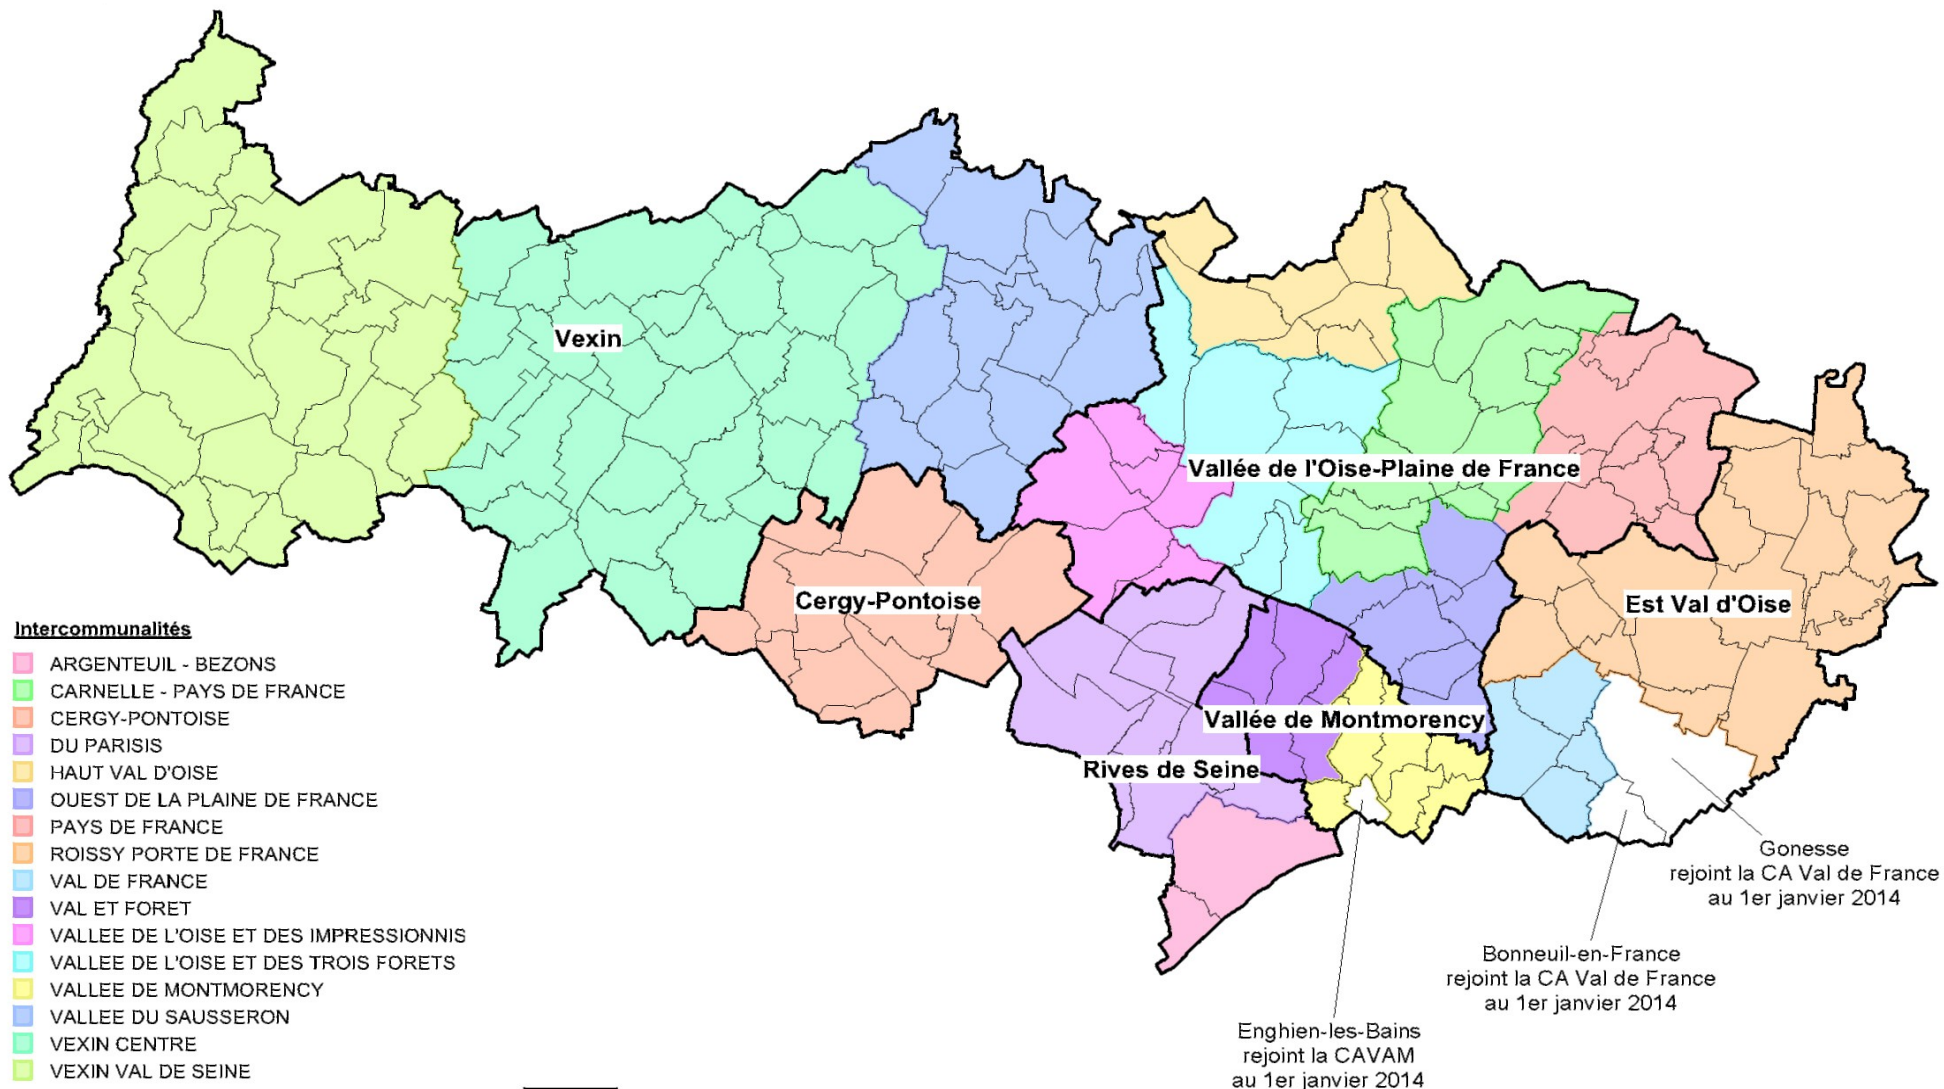 Vexin
Vallée de l'Oise-Plaine de France
Cergy-Pontoise
Est Val d'Oise
Vallée de Montmorency
Rives de Seine
Intercommunalités
ARGENTEUIL - BEZONS
CARNELLE - PAYS DE FRANCE
CERGY-PONTOISE
DU PARISIS
HAUT VAL D'OISE
OUEST DE LA PLAINE DE FRANCE
PAYS DE FRANCE
ROISSY PORTE DE FRANCE
VAL DE FRANCE
VAL ET FORET
VALLEE DE L'OISE ET DES IMPRESSIONNIS
VALLEE DE L'OISE ET DES TROIS FORETS
VALLEE DE MONTMORENCY
VALLEE DU SAUSSERON
VEXIN CENTRE
VEXIN VAL DE SEINE
Gonesse
rejoint la CA Val de France
au 1er janvier 2014
Bonneuil-en-France
rejoint la CA Val de France
au 1er janvier 2014
Enghien-les-Bains
rejoint la CAVAM
au 1er janvier 2014